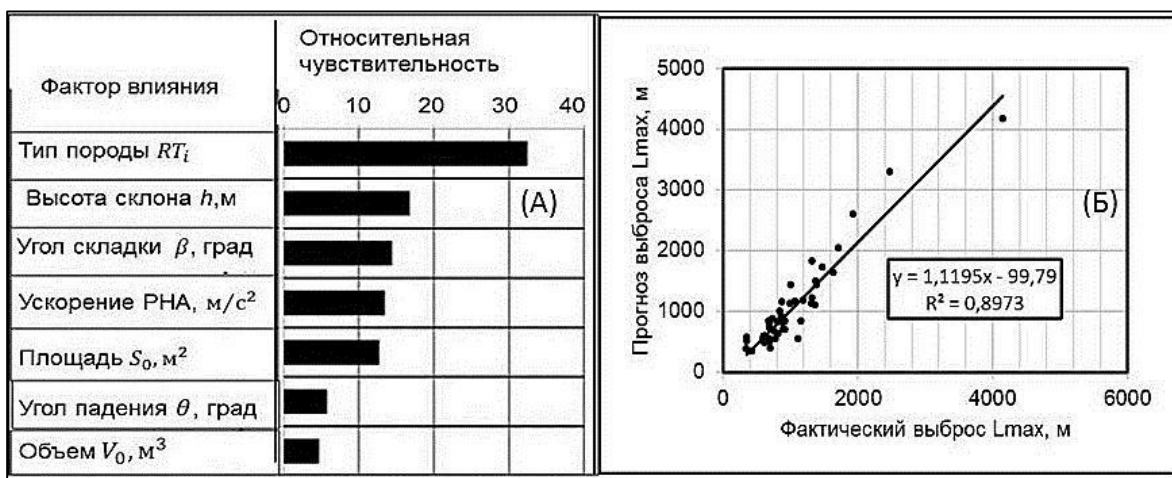 Фактор влияния
Относительная
чувствительность
0 10 20 30 40
Тип породы RTᵢ
Высота склона h,м
(А)
Угол складки β, град
Ускорение PHA, м/с²
Площадь S₀, м²
Угол падения θ, град
Объем V₀, м³
Прогноз выброса Lmax, м
5000
4000
3000
2000
1000
0
(Б)
y = 1,1195x - 99,79
R² = 0,8973
0 2000 4000 6000
Фактический выброс Lmax, м